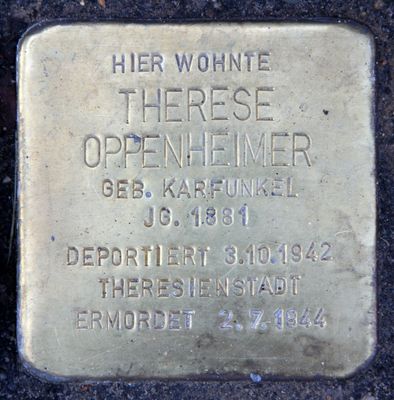 HIER WOHNTE
THERESE
OPPENHEIMER
GEB. KARFUNKEL
JG. 1881
DEPORTIERT 3.10.1942
THERESIENSTADT
ERMORDET 2.7.1944